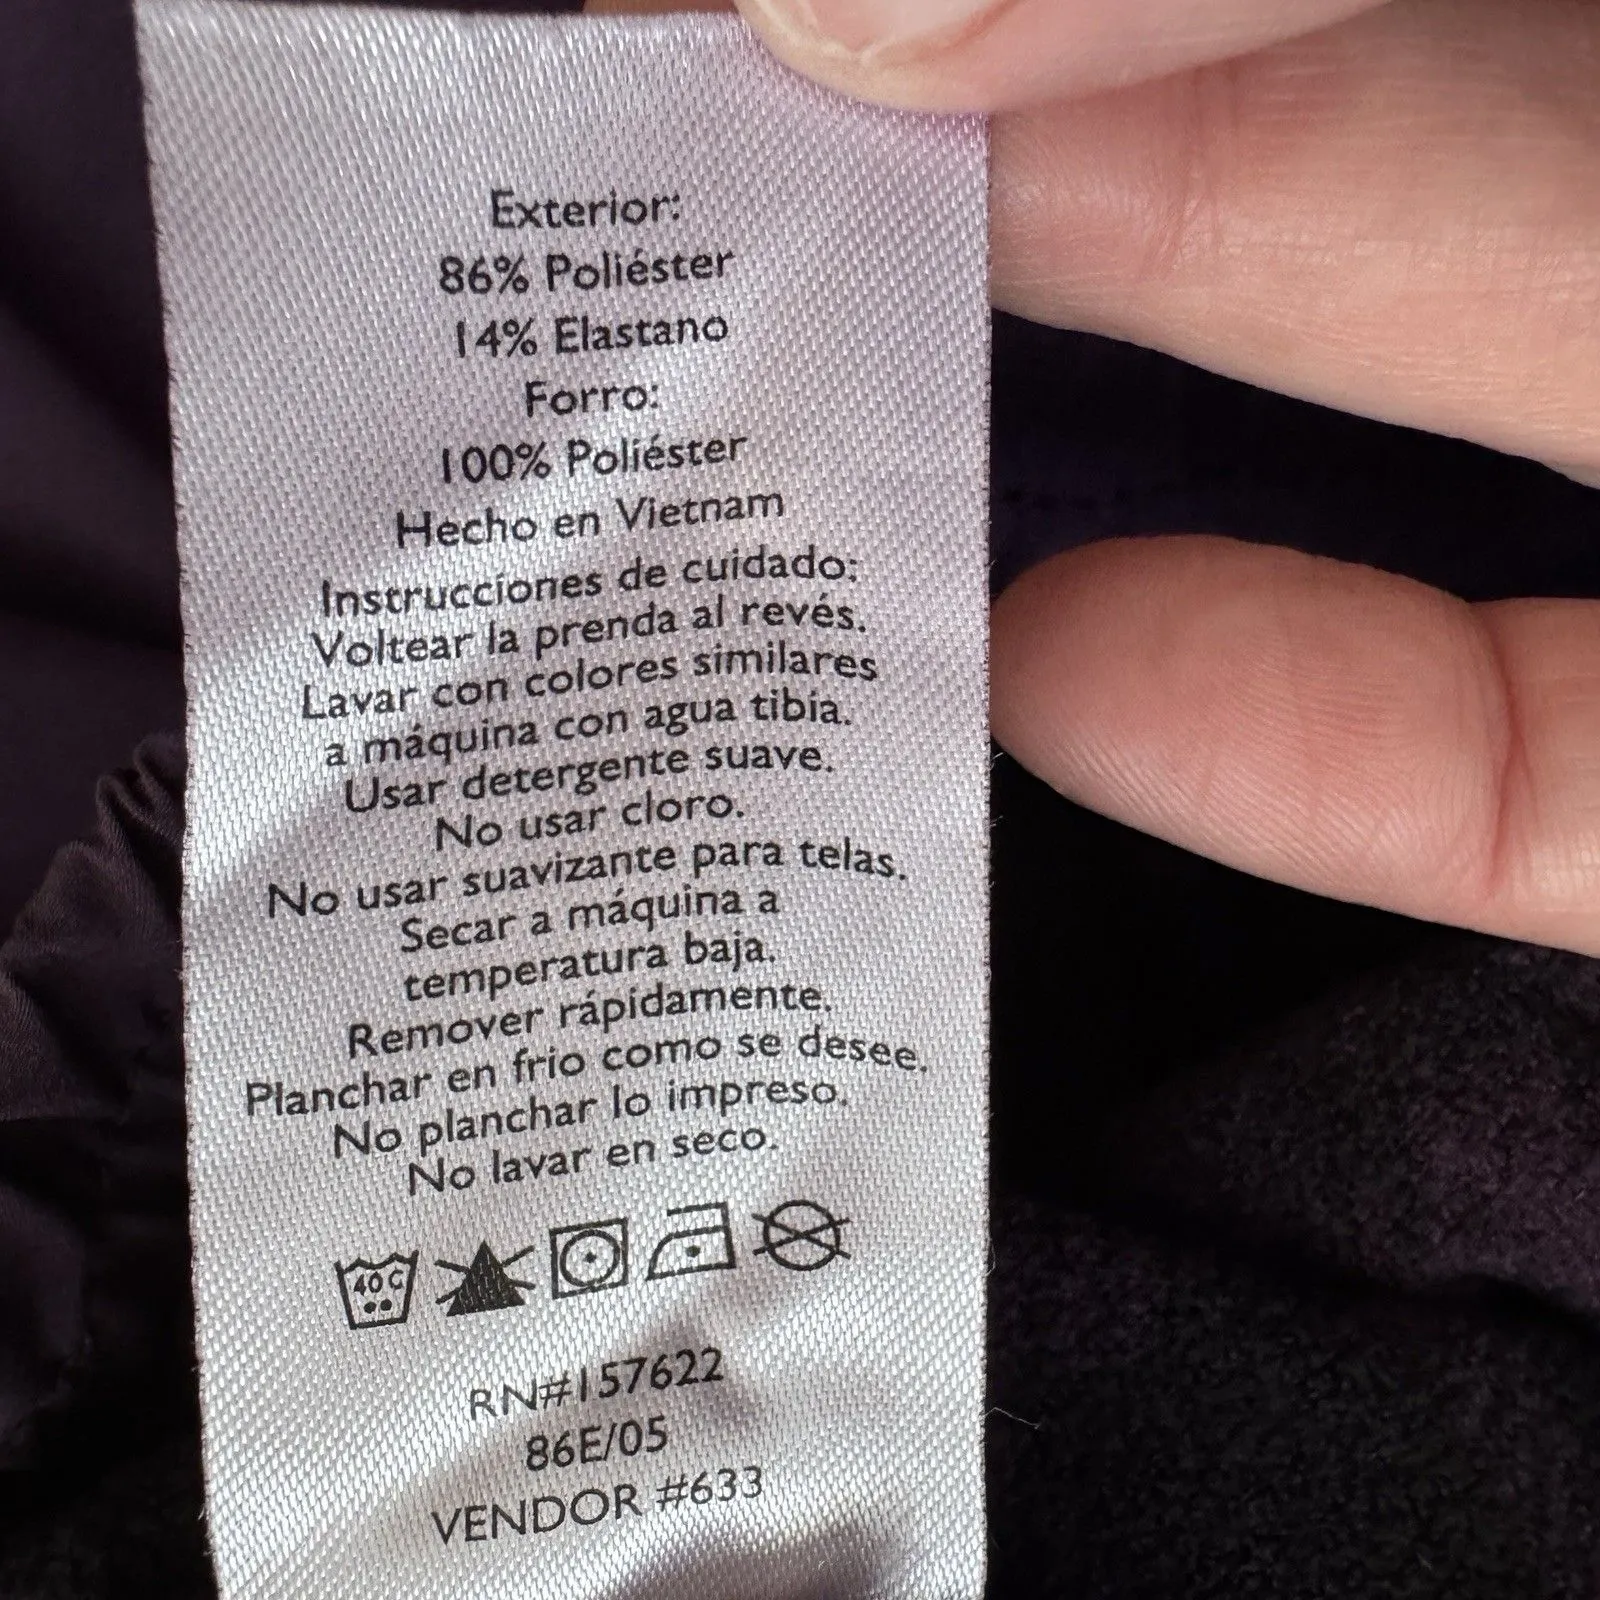 Exterior:
86% Poliéster
14% Elastano
Forro:
100% Poliéster
Hecho en Vietnam
Instrucciones de cuidado:
Voltear la prenda al revés.
Lavar con colores similares
a máquina con agua tibia.
Usar detergente suave.
No usar cloro.
No usar suavizante para telas.
Secar a máquina a
temperatura baja.
Remover rápidamente.
Planchar en frio como se desee.
No planchar lo impreso.
No lavar en seco.
40 C
RN#157622
86E/05
VENDOR #633